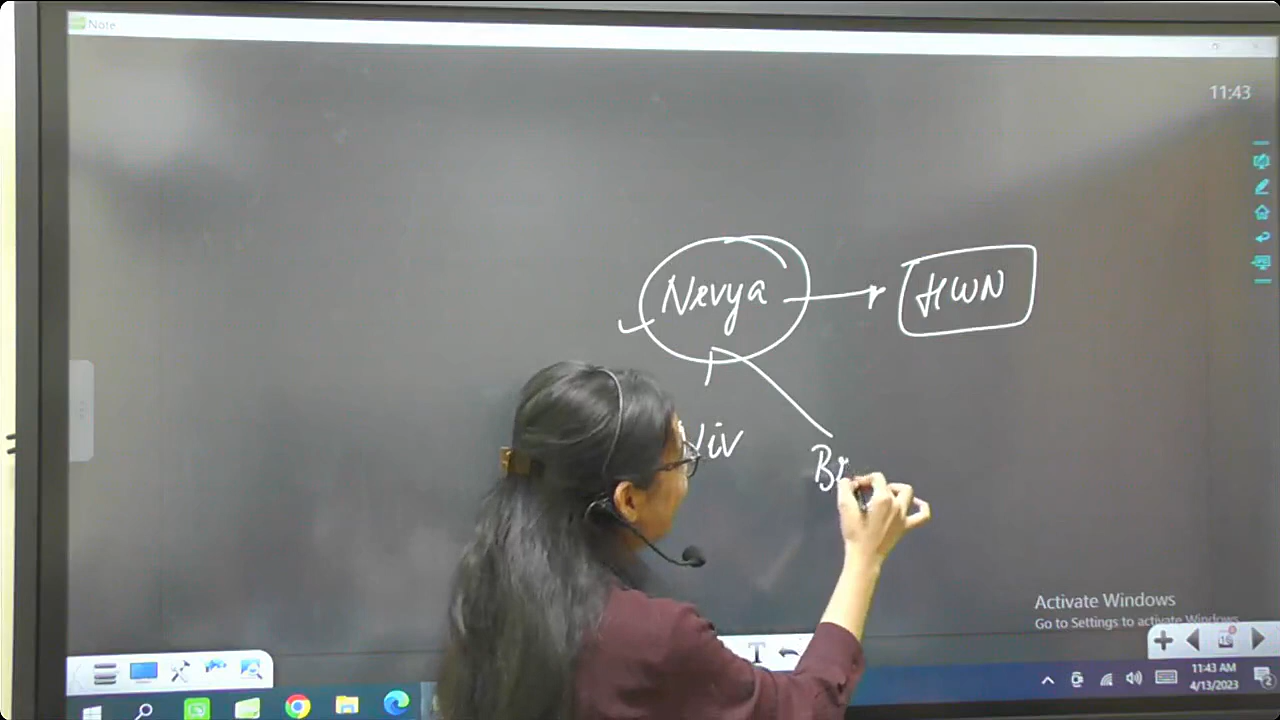 Note
11:43
Nevya
HWN
Viv
Activate Windows
Go to Settings to activate Windows.
T
11:43 AM
4/13/2023